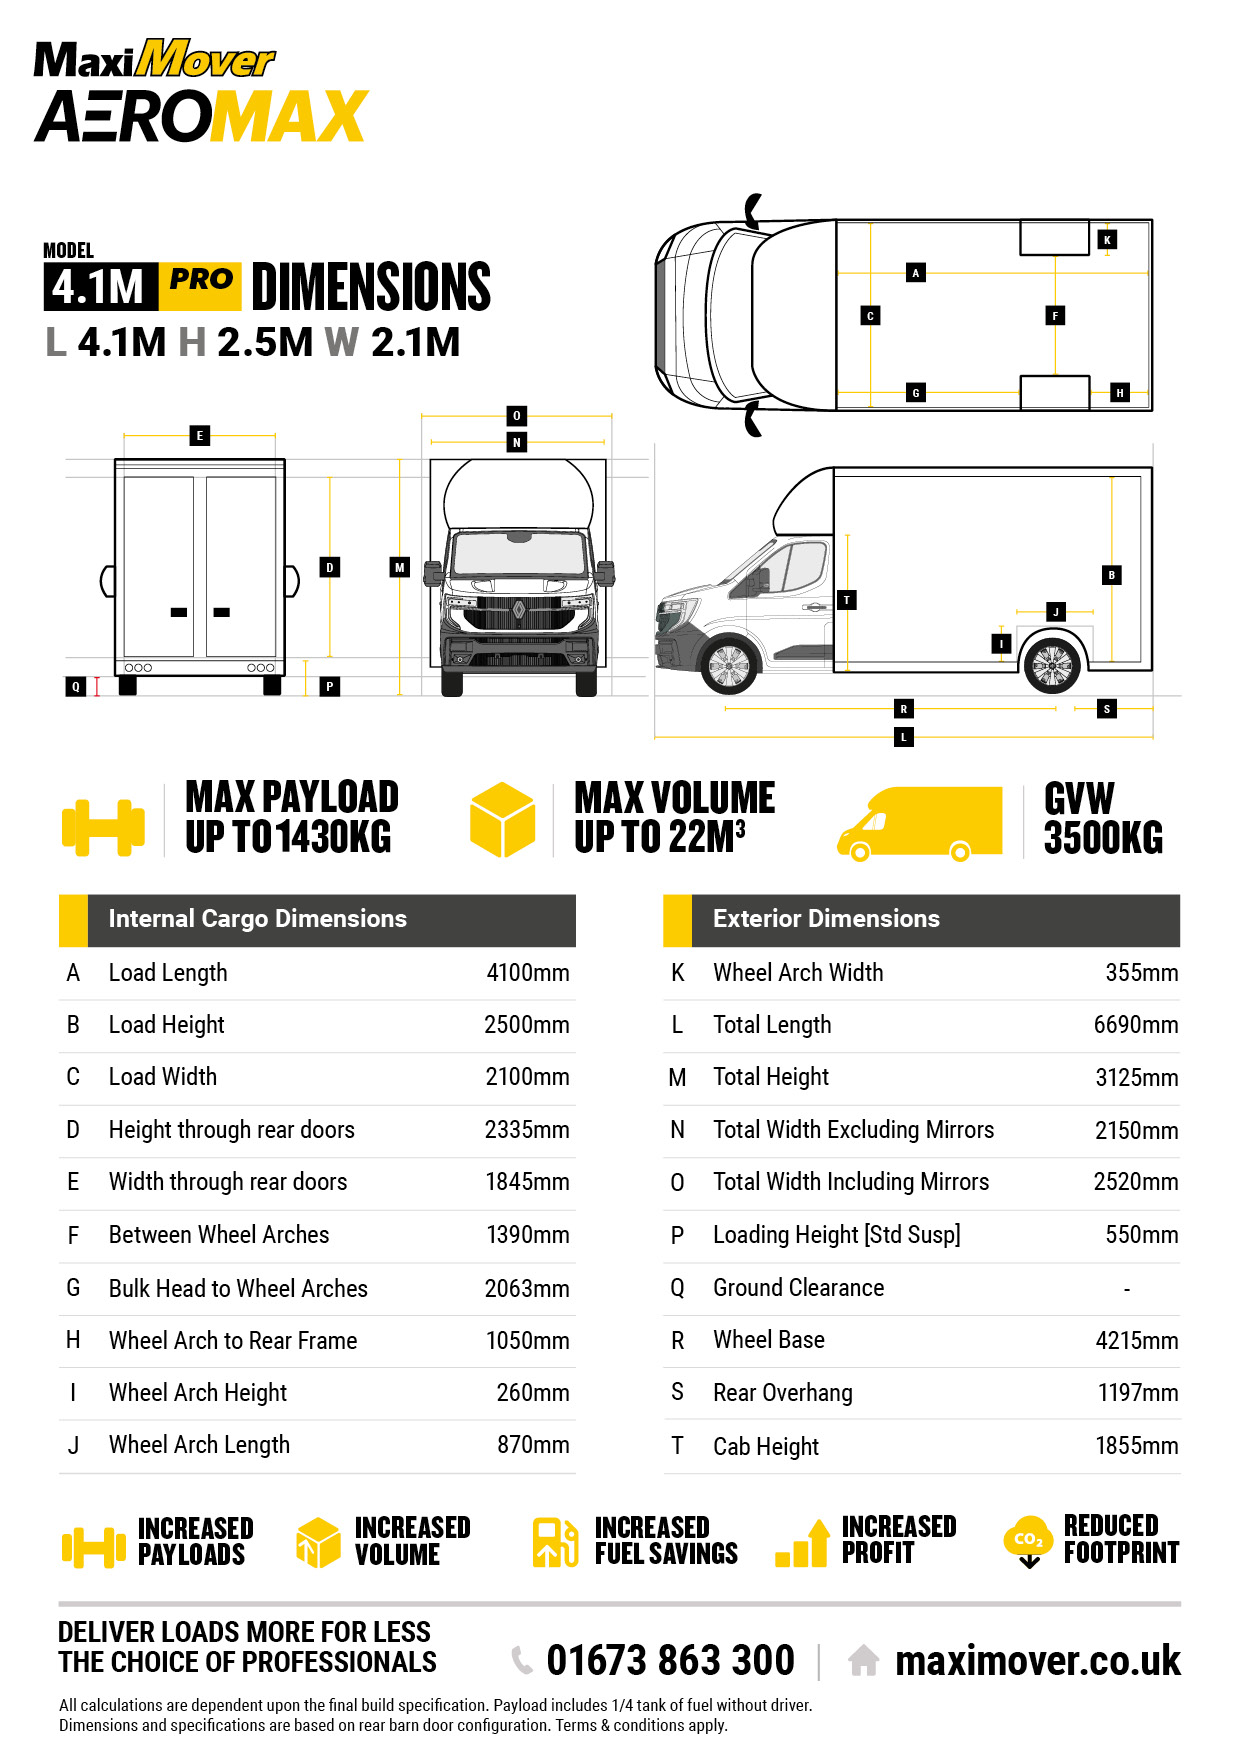 MaxiMover
AEROMAX
MODEL
4.1M PRO DIMENSIONS
L 4.1M H 2.5M W 2.1M
K
A
C
F
G
H
E
O
N
D
M
Q
P
T
B
J
I
R
S
L
MAX PAYLOAD
UP TO 1430KG
MAX VOLUME
UP TO 22M³
GVW
3500KG
Internal Cargo Dimensions
A Load Length 4100mm
B Load Height 2500mm
C Load Width 2100mm
D Height through rear doors 2335mm
E Width through rear doors 1845mm
F Between Wheel Arches 1390mm
G Bulk Head to Wheel Arches 2063mm
H Wheel Arch to Rear Frame 1050mm
I Wheel Arch Height 260mm
J Wheel Arch Length 870mm
Exterior Dimensions
K Wheel Arch Width 355mm
L Total Length 6690mm
M Total Height 3125mm
N Total Width Excluding Mirrors 2150mm
O Total Width Including Mirrors 2520mm
P Loading Height [Std Susp] 550mm
Q Ground Clearance -
R Wheel Base 4215mm
S Rear Overhang 1197mm
T Cab Height 1855mm
INCREASED
PAYLOADS
INCREASED
VOLUME
INCREASED
FUEL SAVINGS
INCREASED
PROFIT
CO₂
REDUCED
FOOTPRINT
DELIVER LOADS MORE FOR LESS
THE CHOICE OF PROFESSIONALS
01673 863 300
maximover.co.uk
All calculations are dependent upon the final build specification. Payload includes 1/4 tank of fuel without driver.
Dimensions and specifications are based on rear barn door configuration. Terms & conditions apply.